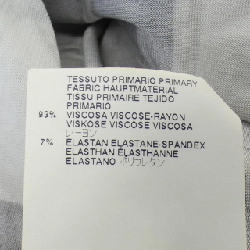 TESSUTO PRIMARIO PRIMARY
FABRIC HAUPTMATERIAL
TISSU PRIMAIRE TEJIDO
PRIMARIO
93% VISCOSA VISCOSE-RAYON
VISKOSE VISCOSE VISCOSA
レーヨン
7% ELASTAN ELASTANE SPANDEX
ELASTHAN ELASTHANNE
ELASTANO ポリウレタン